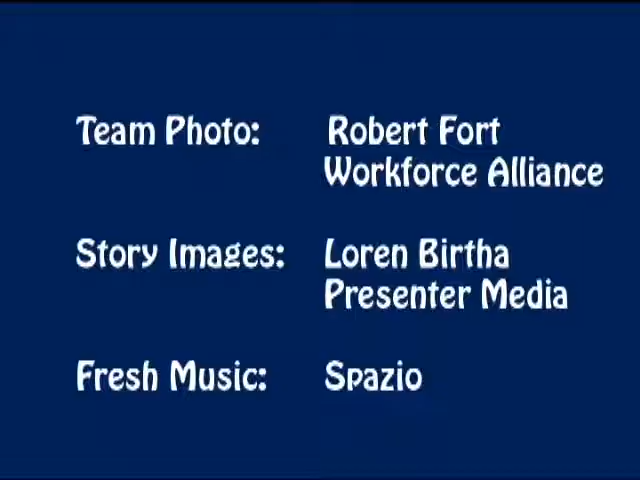 Team Photo: Robert Fort
Workforce Alliance
Story Images: Loren Birtha
Presenter Media
Fresh Music: Spazio